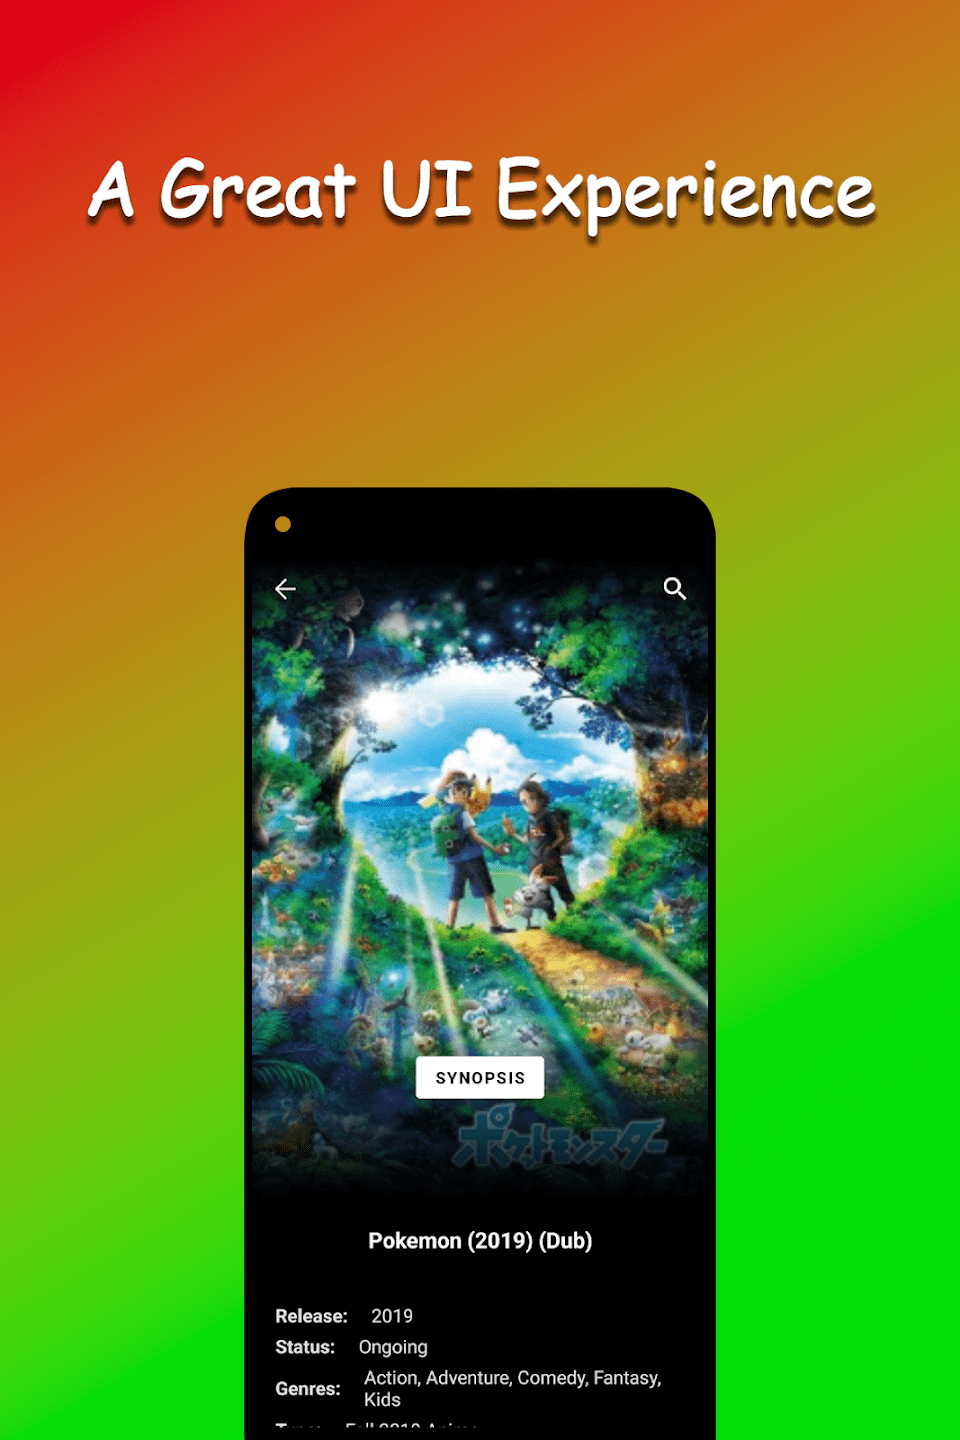 A Great UI Experience
SYNOPSIS
ポケットモンスター
Pokemon (2019) (Dub)
Release: 2019
Status: Ongoing
Genres: Action, Adventure, Comedy, Fantasy,
Kids